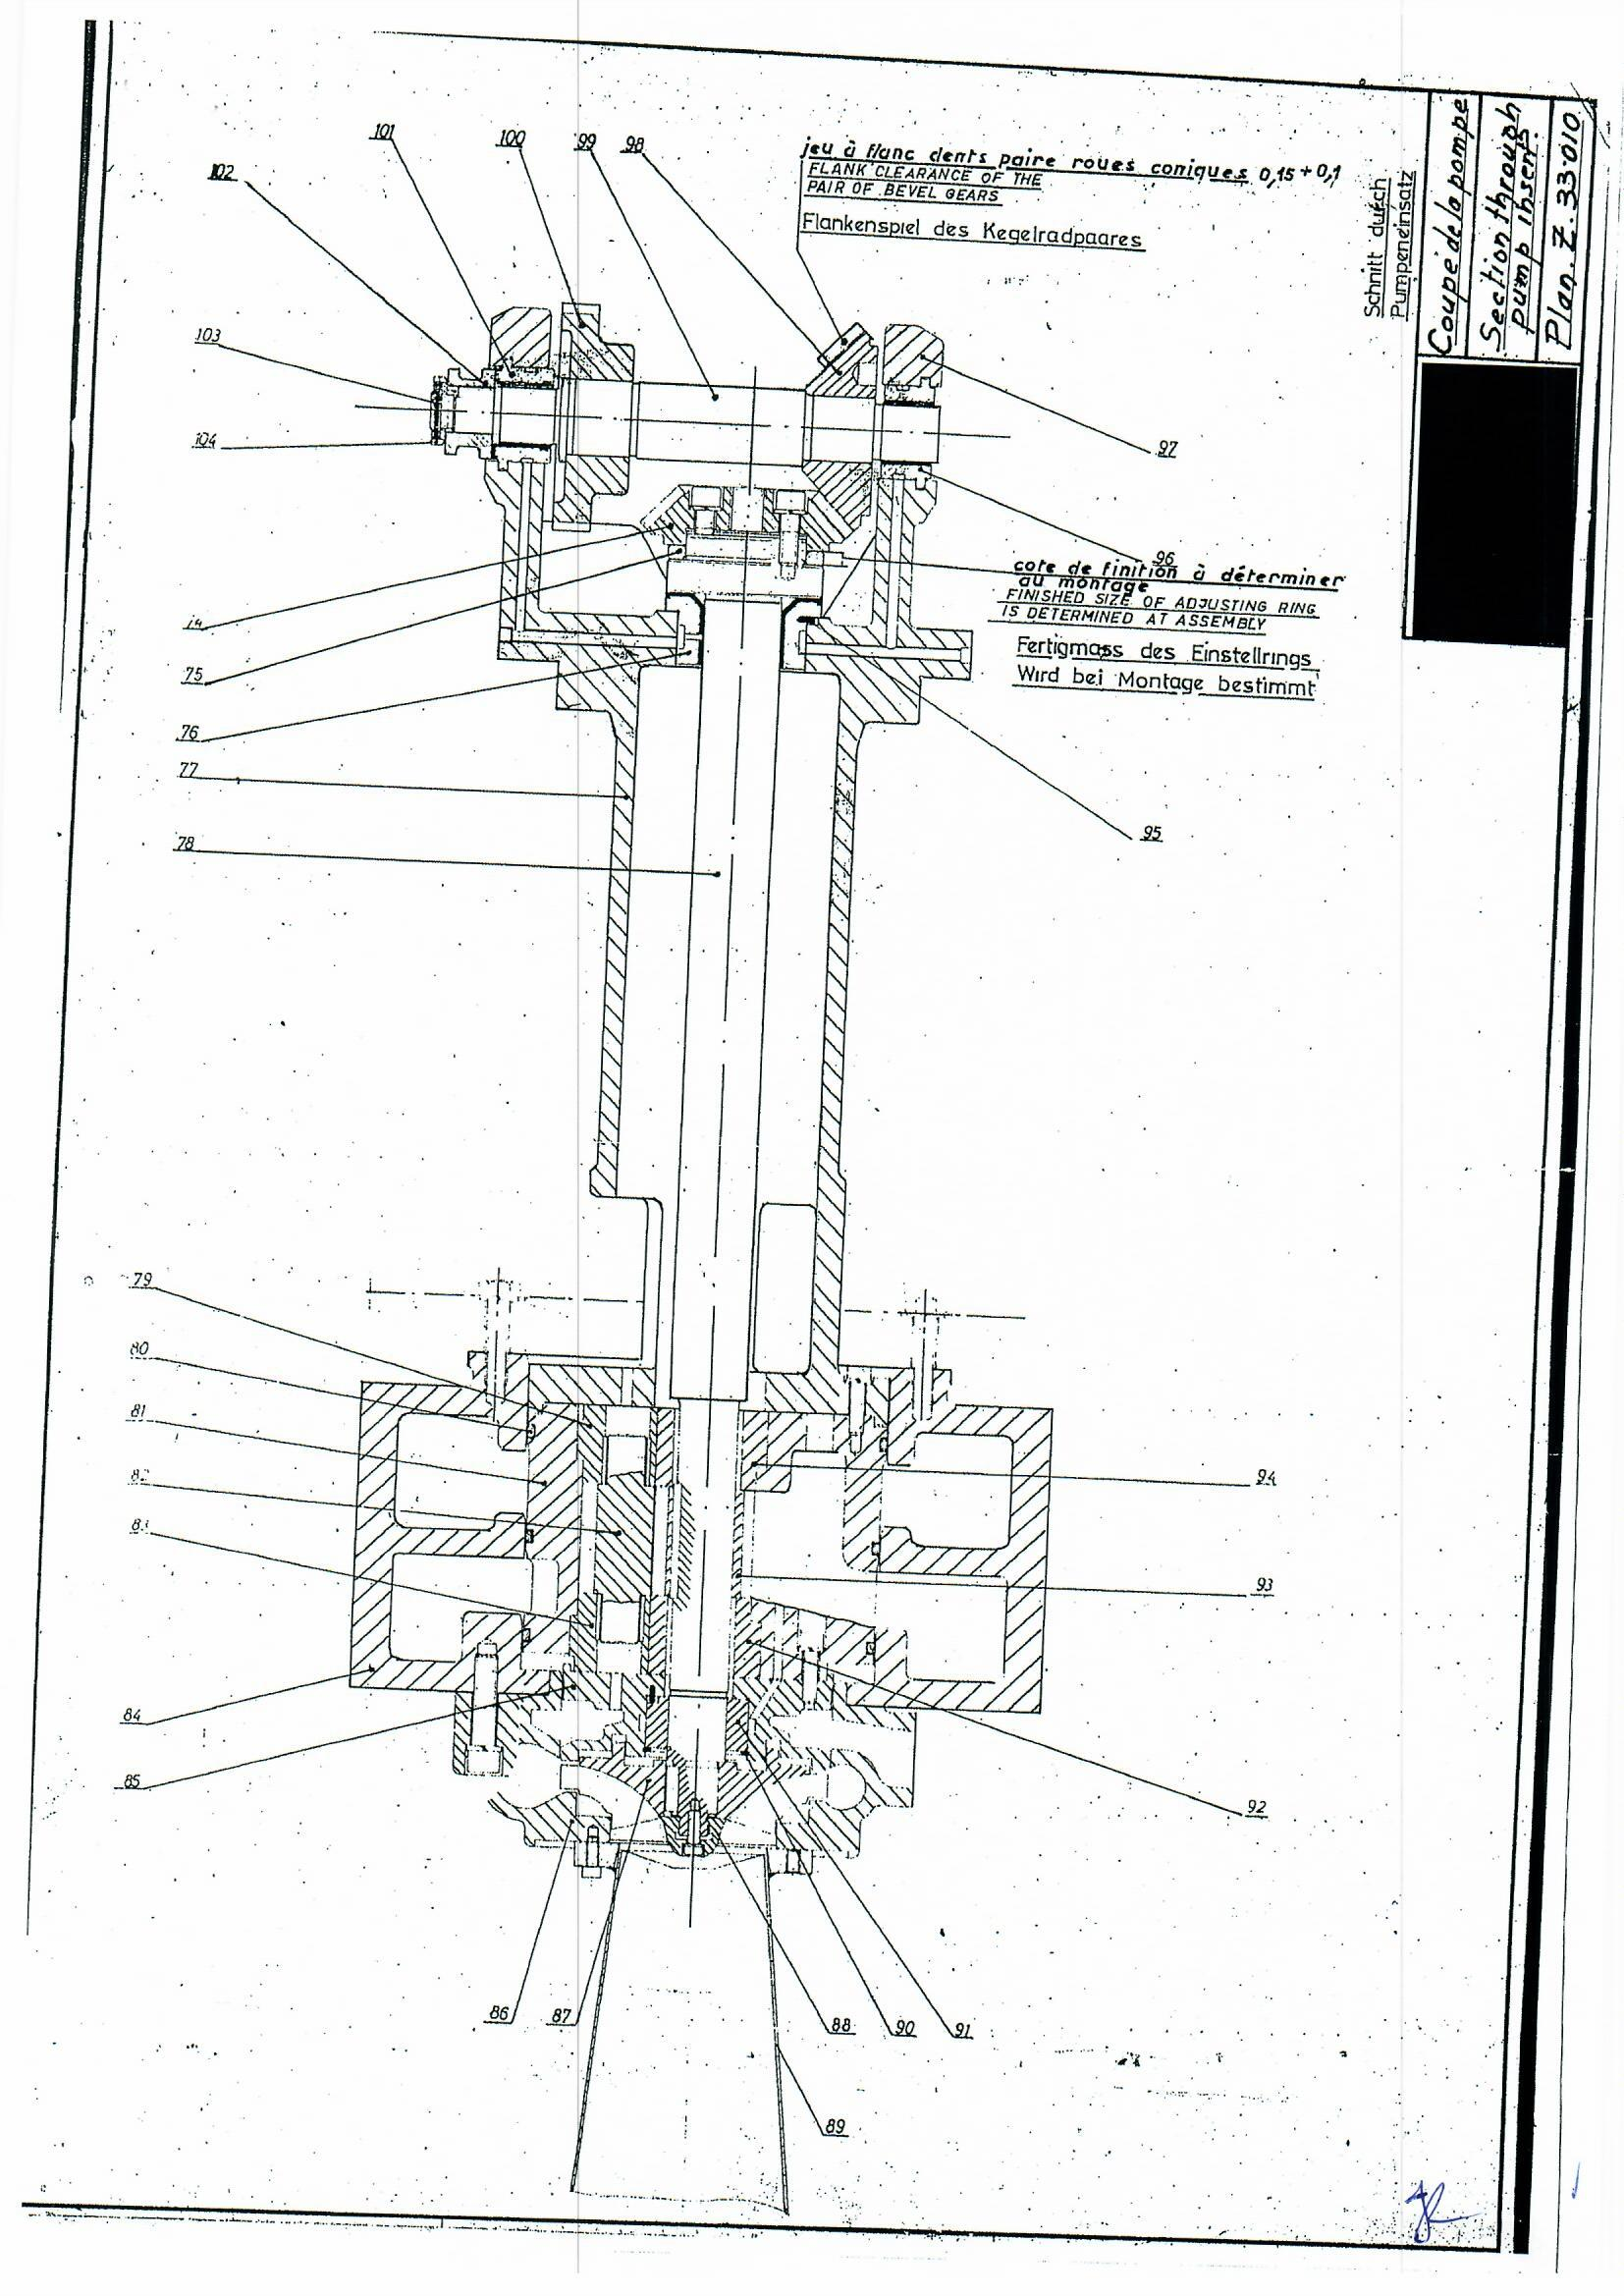 101
100
99
98
102
103
104
jeu à flanc dents paire roues coniques 0,15 + 0,1
FLANK CLEARANCE OF THE
PAIR OF BEVEL GEARS
Flankenspiel des Kegelradpaares
Schnitt durch
Pumpeneinsatz
Coupe de la pompe
Section through
pump insert
Plan. Z. 33.010
97
96
cote de finition à déterminer
au montage
FINISHED SIZE OF ADJUSTING RING
IS DETERMINED AT ASSEMBLY
Fertigmass des Einstellrings
Wird bei Montage bestimmt
75
76
77
78
95
79
80
81
94
93
84
85
92
86
87
88
90
91
89